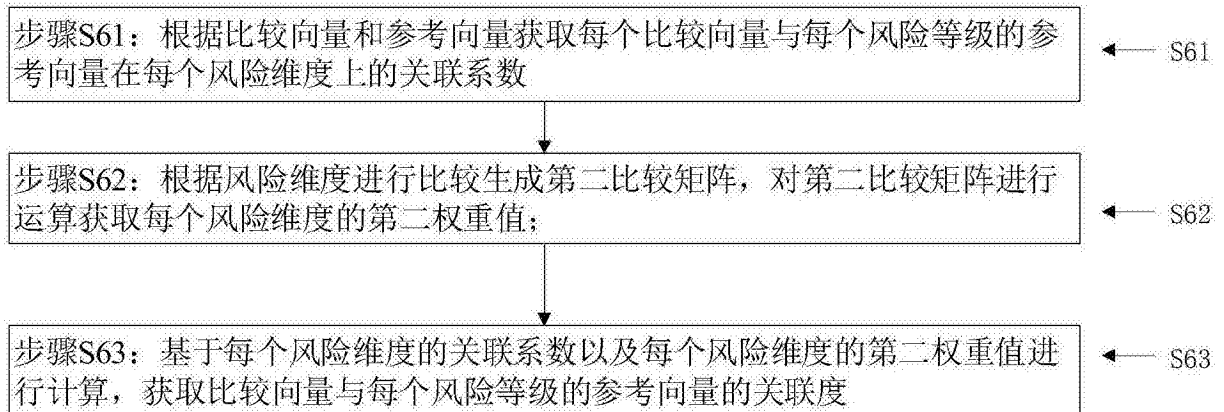 步骤S61：根据比较向量和参考向量获取每个比较向量与每个风险等级的参
考向量在每个风险维度上的关联系数
S61
步骤S62：根据风险维度进行比较生成第二比较矩阵，对第二比较矩阵进行
运算获取每个风险维度的第二权重值；
S62
步骤S63：基于每个风险维度的关联系数以及每个风险维度的第二权重值进
行计算，获取比较向量与每个风险等级的参考向量的关联度
S63